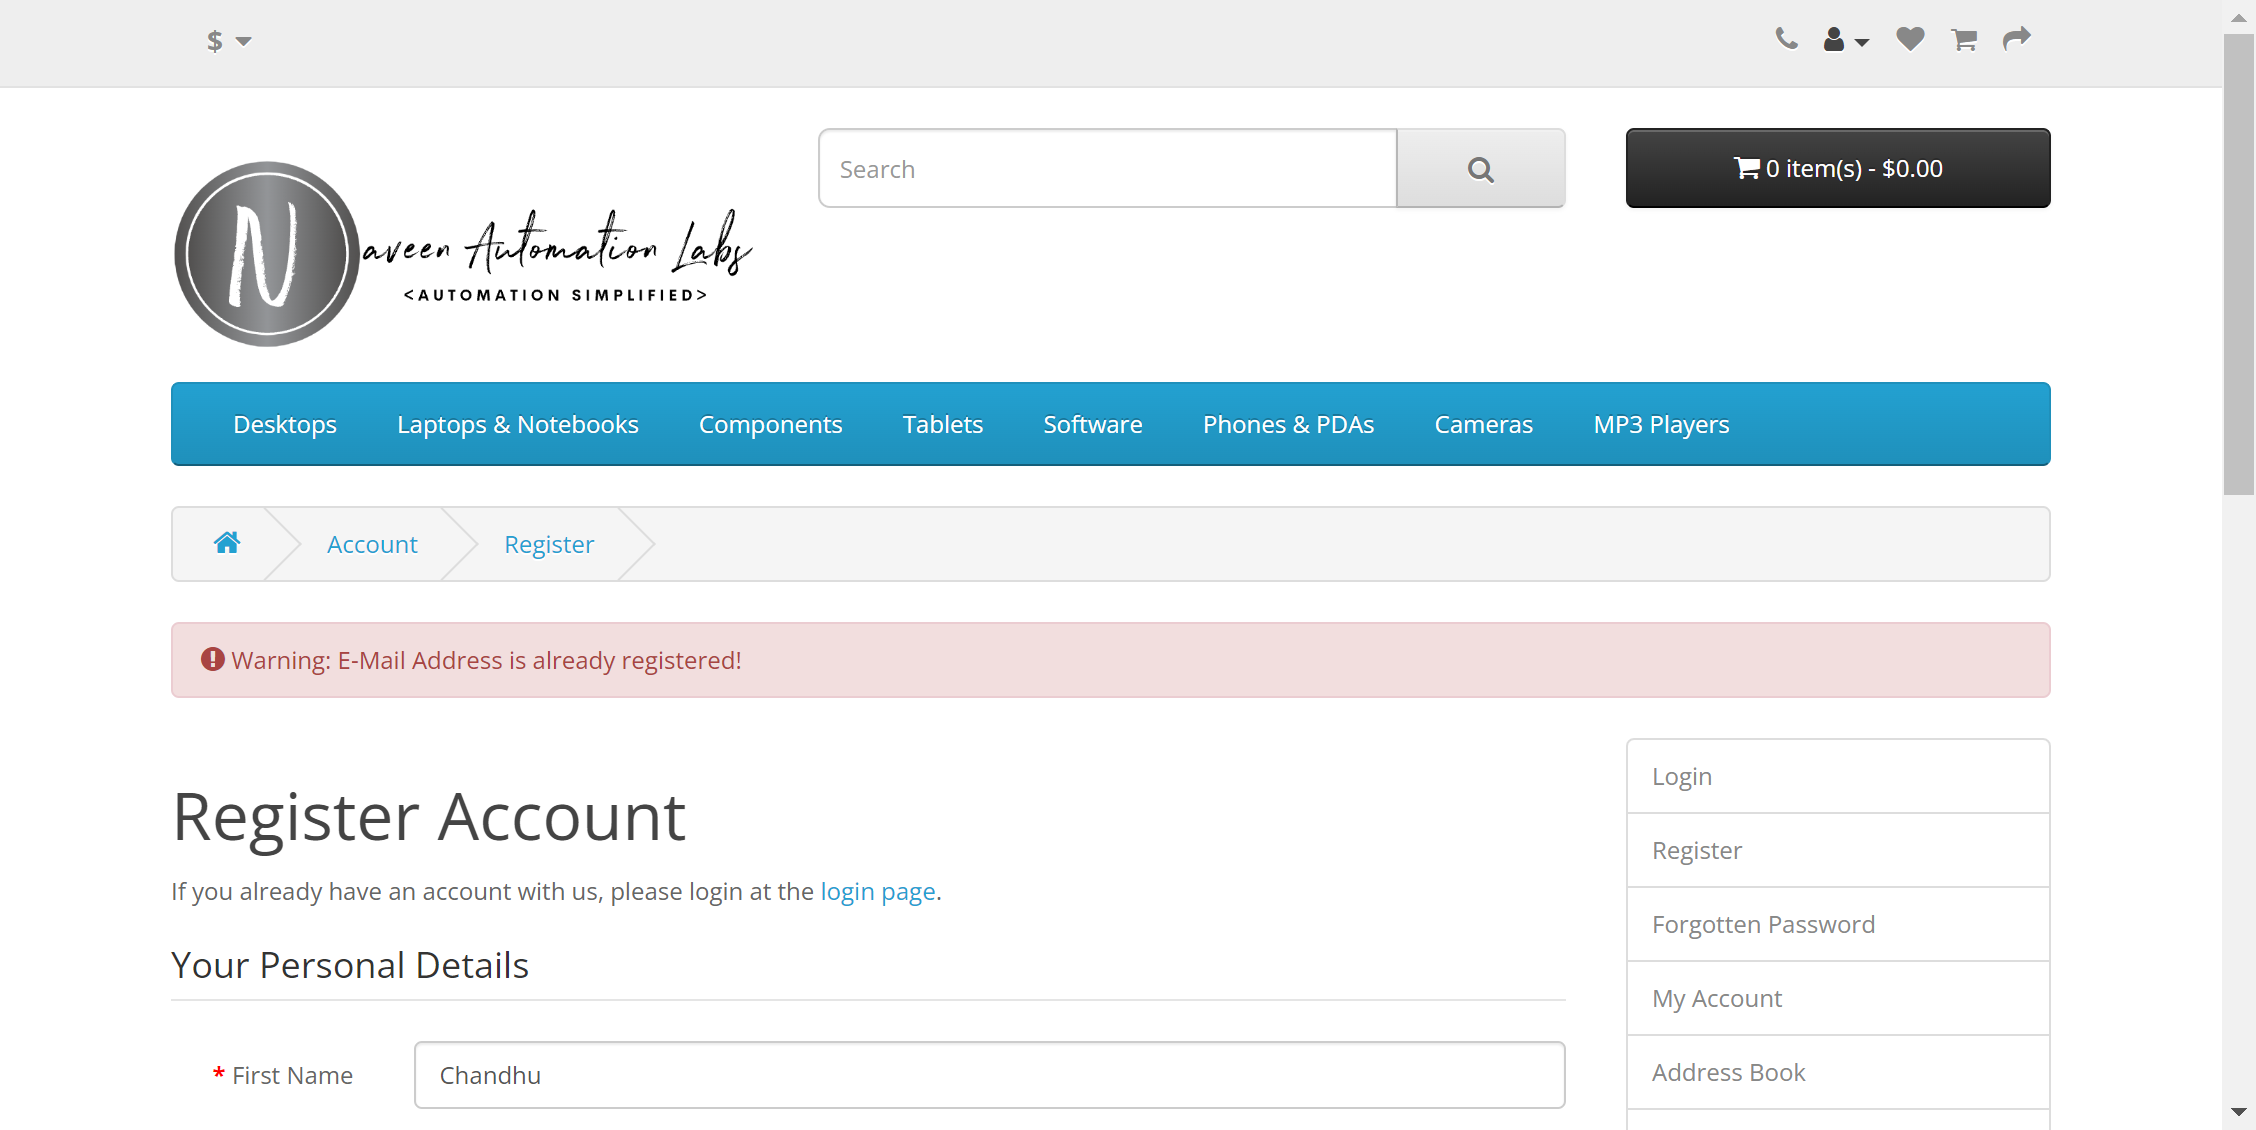 $
Search
0 item(s) - $0.00
N
aveen Automation Labs
<AUTOMATION SIMPLIFIED>
Desktops Laptops & Notebooks Components Tablets Software Phones & PDAs Cameras MP3 Players
Account Register
Warning: E-Mail Address is already registered!
Register Account
If you already have an account with us, please login at the login page.
Your Personal Details
* First Name Chandhu
Login
Register
Forgotten Password
My Account
Address Book